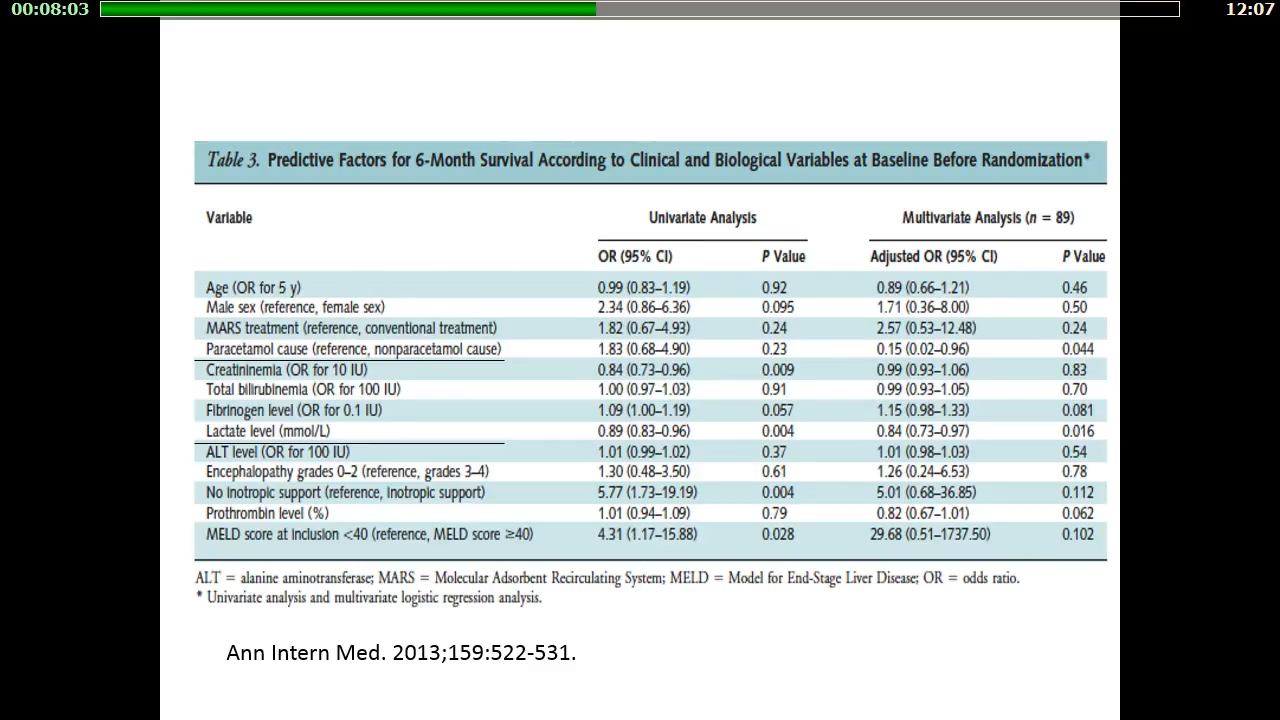 00:08:03 12:07
Table 3. Predictive Factors for 6-Month Survival According to Clinical and Biological Variables at Baseline Before Randomization*
Variable Univariate Analysis Multivariate Analysis (n = 89)
OR (95% CI) P Value Adjusted OR (95% CI) P Value
Age (OR for 5 y) 0.99 (0.83–1.19) 0.92 0.89 (0.66–1.21) 0.46
Male sex (reference, female sex) 2.34 (0.86–6.36) 0.095 1.71 (0.36–8.00) 0.50
MARS treatment (reference, conventional treatment) 1.82 (0.67–4.93) 0.24 2.57 (0.53–12.48) 0.24
Paracetamol cause (reference, nonparacetamol cause) 1.83 (0.68–4.90) 0.23 0.15 (0.02–0.96) 0.044
Creatininemia (OR for 10 IU) 0.84 (0.73–0.96) 0.009 0.99 (0.93–1.06) 0.83
Total bilirubinemia (OR for 100 IU) 1.00 (0.97–1.03) 0.91 0.99 (0.93–1.05) 0.70
Fibrinogen level (OR for 0.1 IU) 1.09 (1.00–1.19) 0.057 1.15 (0.98–1.33) 0.081
Lactate level (mmol/L) 0.89 (0.83–0.96) 0.004 0.84 (0.73–0.97) 0.016
ALT level (OR for 100 IU) 1.01 (0.99–1.02) 0.37 1.01 (0.98–1.03) 0.54
Encephalopathy grades 0–2 (reference, grades 3–4) 1.30 (0.48–3.50) 0.61 1.26 (0.24–6.53) 0.78
No inotropic support (reference, inotropic support) 5.77 (1.73–19.19) 0.004 5.01 (0.68–36.85) 0.112
Prothrombin level (%) 1.01 (0.94–1.09) 0.79 0.82 (0.67–1.01) 0.062
MELD score at inclusion <40 (reference, MELD score ≥40) 4.31 (1.17–15.88) 0.028 29.68 (0.51–1737.50) 0.102
ALT = alanine aminotransferase; MARS = Molecular Adsorbent Recirculating System; MELD = Model for End-Stage Liver Disease; OR = odds ratio.
* Univariate analysis and multivariate logistic regression analysis.
Ann Intern Med. 2013;159:522-531.